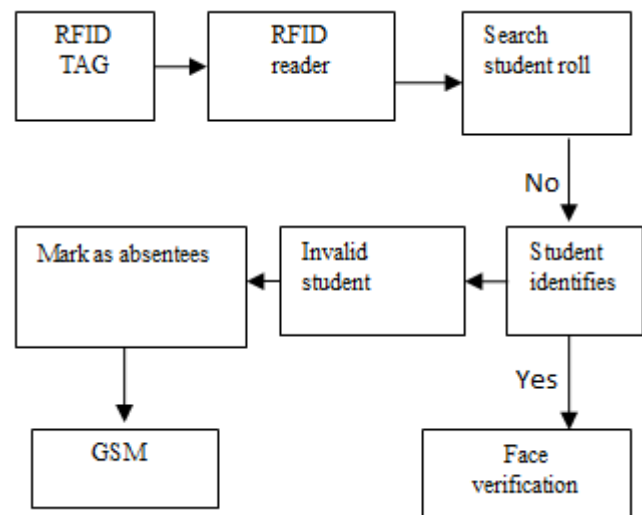 RFID
TAG
RFID
reader
Search
student roll
No
Mark as absentees
Invalid
student
Student
identifies
Yes
GSM
Face
verification